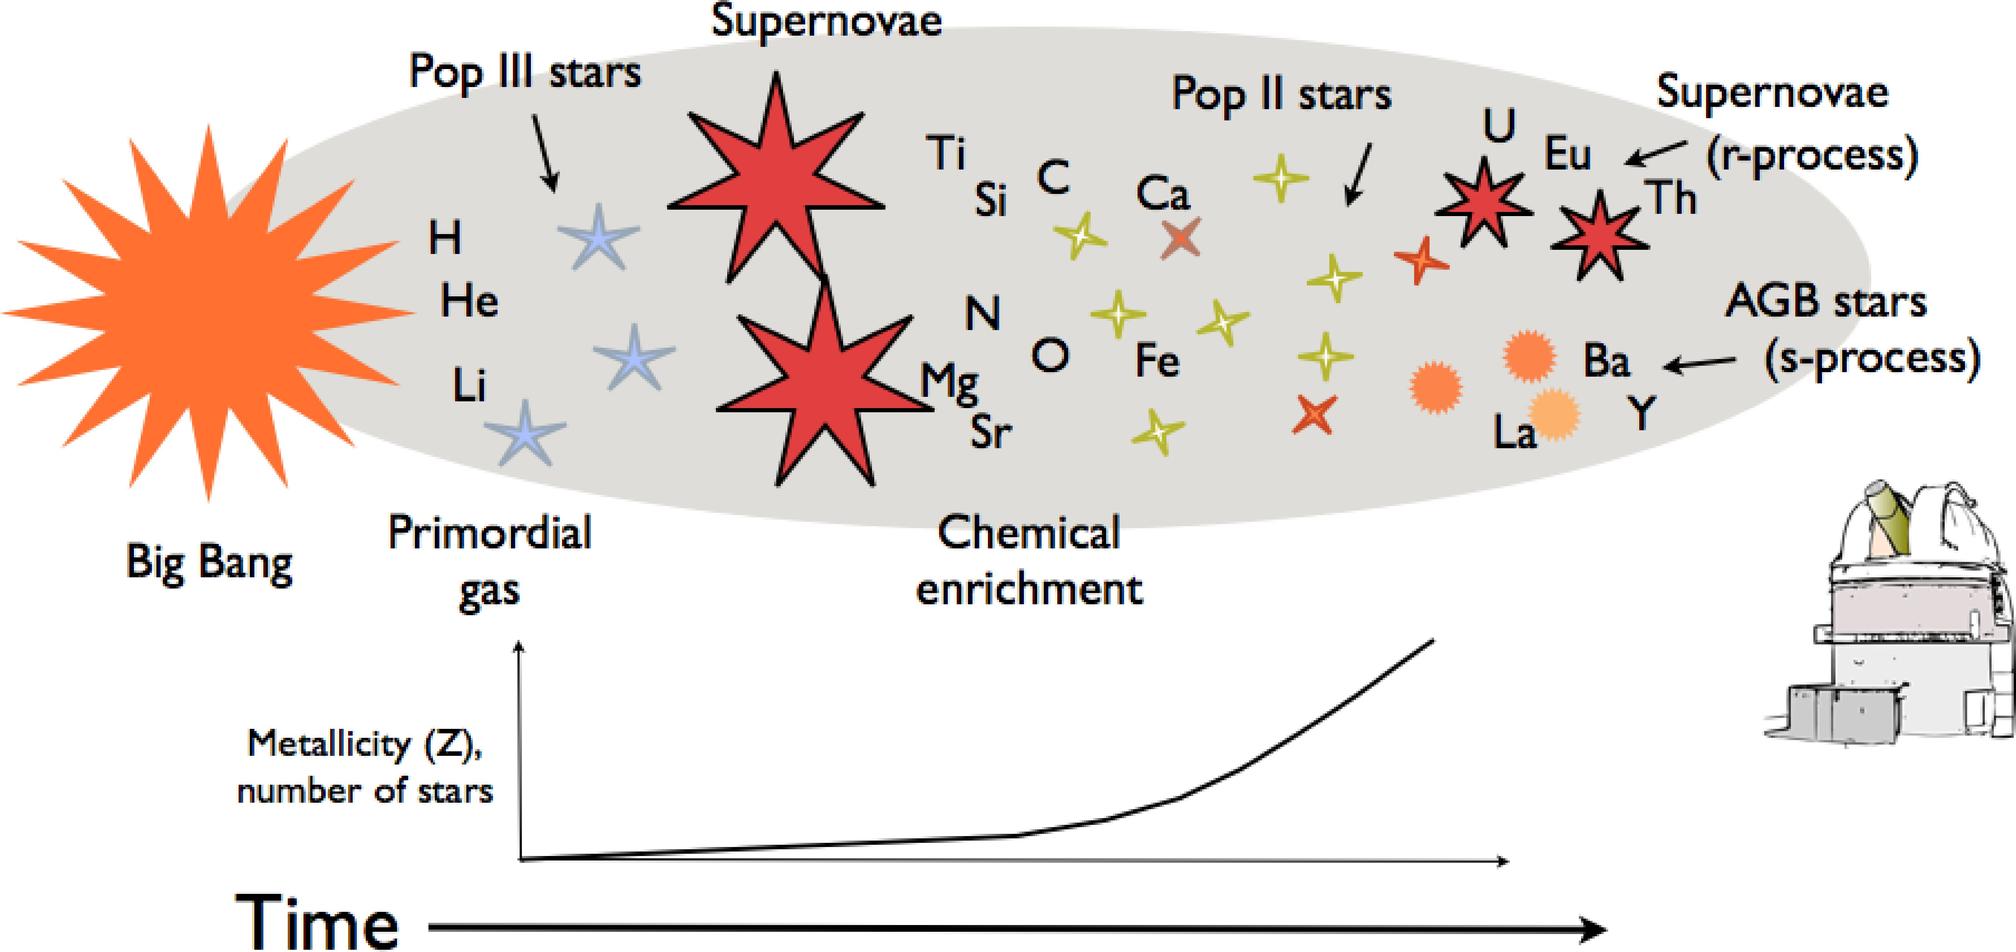 Supernovae
Pop III stars
Pop II stars
Supernovae
(r-process)
U
Eu
Th
Ti
Si
C
Ca
H
He
Li
N
O
Fe
Mg
Sr
AGB stars
(s-process)
Ba
Y
La
Big Bang
Primordial
gas
Chemical
enrichment
Metallicity (Z),
number of stars
Time